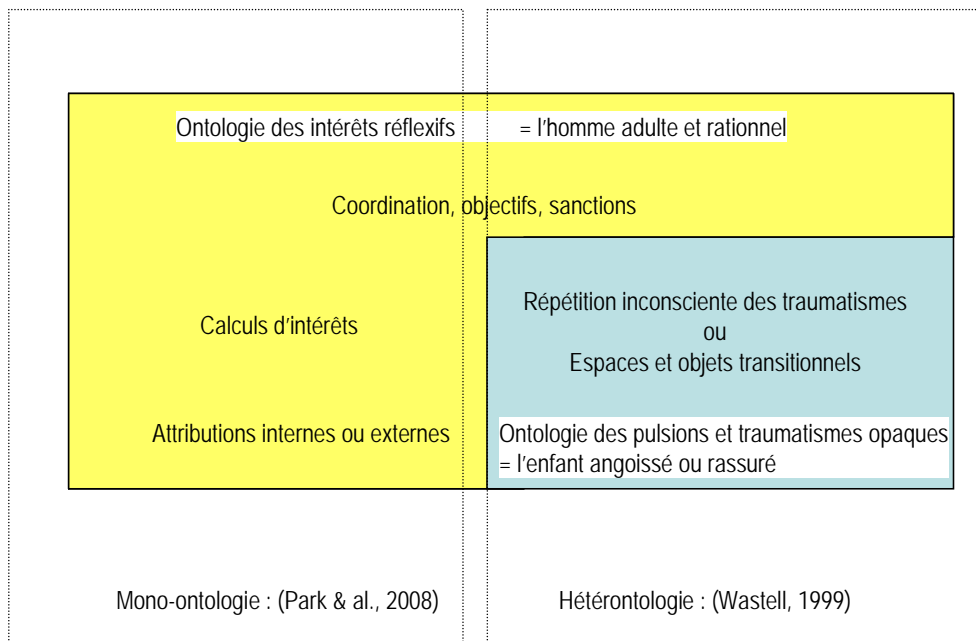 Ontologie des intérêts réflexifs = l'homme adulte et rationnel
Coordination, objectifs, sanctions
Calculs d'intérêts
Répétition inconsciente des traumatismes
ou
Espaces et objets transitionnels
Attributions internes ou externes
Ontologie des pulsions et traumatismes opaques
= l'enfant angoissé ou rassuré
Mono-ontologie : (Park & al., 2008)
Hétérontologie : (Wastell, 1999)